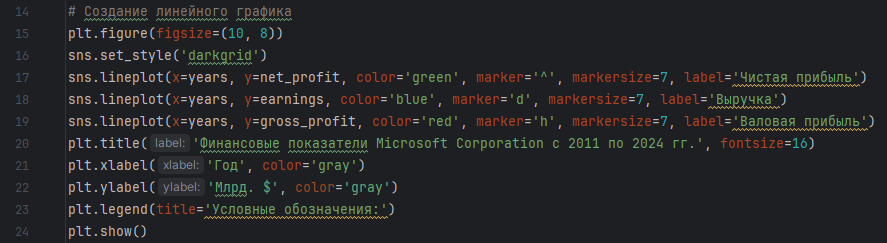 14 # Создание линейного графика
15 plt.figure(figsize=(10, 8))
16 sns.set_style('darkgrid')
17 sns.lineplot(x=years, y=net_profit, color='green', marker='^', markersize=7, label='Чистая прибыль')
18 sns.lineplot(x=years, y=earnings, color='blue', marker='d', markersize=7, label='Выручка')
19 sns.lineplot(x=years, y=gross_profit, color='red', marker='h', markersize=7, label='Валовая прибыль')
20 plt.title( label: 'Финансовые показатели Microsoft Corporation с 2011 по 2024 гг.', fontsize=16)
21 plt.xlabel( xlabel: 'Год', color='gray')
22 plt.ylabel( ylabel: 'Млрд. $', color='gray')
23 plt.legend(title='Условные обозначения:')
24 plt.show()